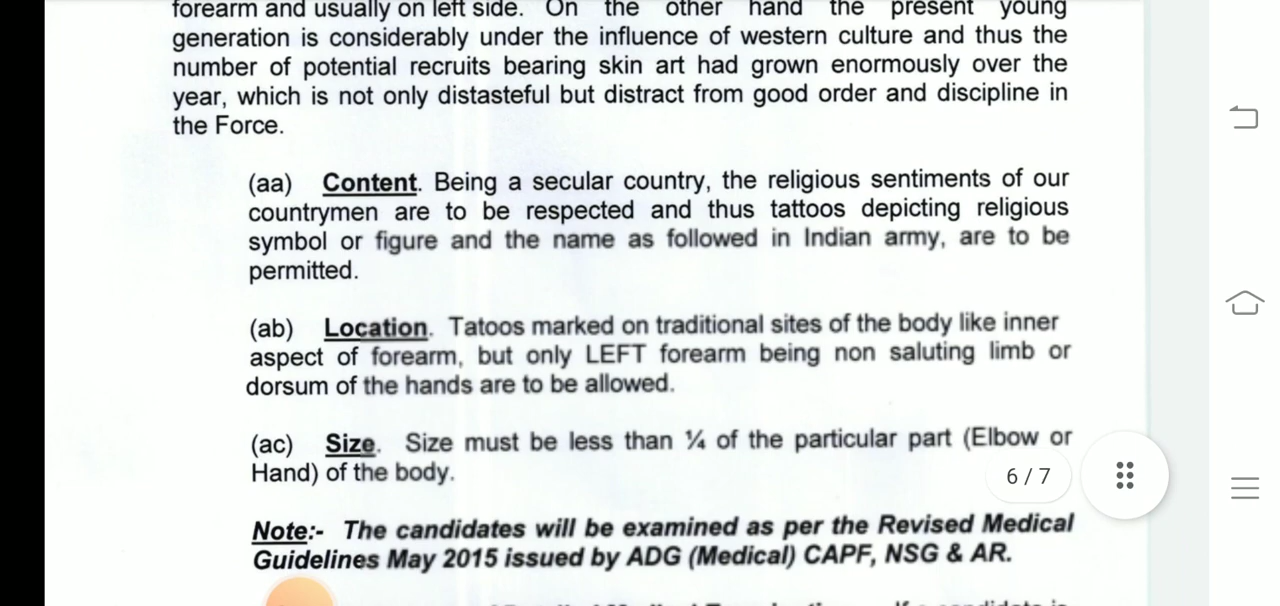 forearm and usually on left side. On the other hand the present young
generation is considerably under the influence of western culture and thus the
number of potential recruits bearing skin art had grown enormously over the
year, which is not only distasteful but distract from good order and discipline in
the Force.
(aa) Content. Being a secular country, the religious sentiments of our
countrymen are to be respected and thus tattoos depicting religious
symbol or figure and the name as followed in Indian army, are to be
permitted.
(ab) Location. Tatoos marked on traditional sites of the body like inner
aspect of forearm, but only LEFT forearm being non saluting limb or
dorsum of the hands are to be allowed.
(ac) Size. Size must be less than ¼ of the particular part (Elbow or
Hand) of the body.
6 / 7
Note:- The candidates will be examined as per the Revised Medical
Guidelines May 2015 issued by ADG (Medical) CAPF, NSG & AR.